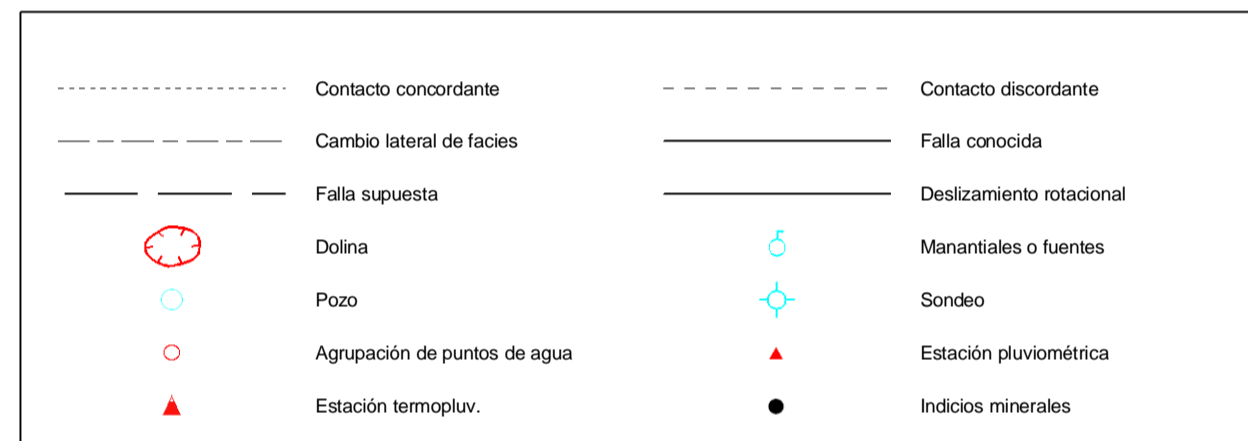 Contacto concordante
Contacto discordante
Cambio lateral de facies
Falla conocida
Falla supuesta
Deslizamiento rotacional
Dolina
Manantiales o fuentes
Pozo
Sondeo
Agrupación de puntos de agua
Estación pluviométrica
Estación termopluv.
Indicios minerales